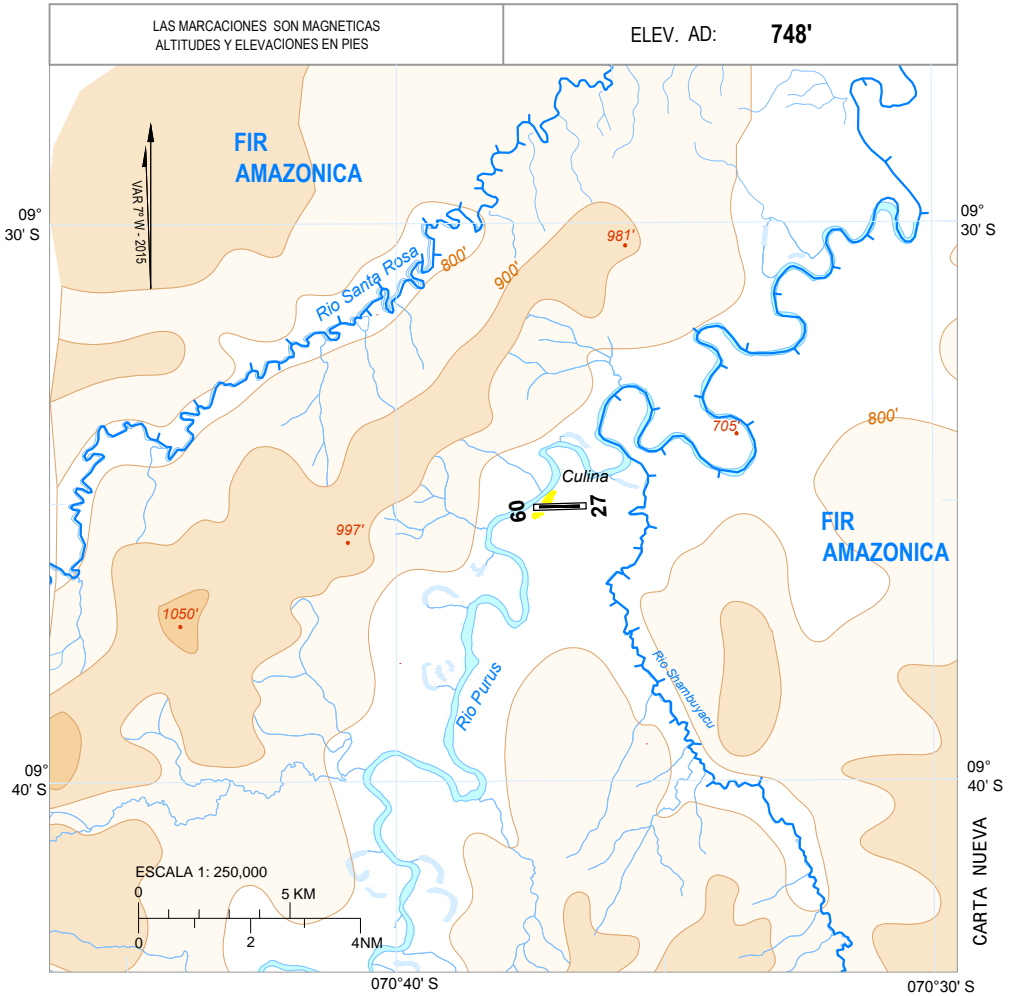 LAS MARCACIONES SON MAGNETICAS
ALTITUDES Y ELEVACIONES EN PIES
ELEV. AD: 748'
FIR
AMAZONICA
VAR 7° W - 2015
09°
30' S
09°
30' S
981'
800'
900'
Rio Santa Rosa
705'
800'
Culina
09
27
997'
FIR
AMAZONICA
1050'
Rio Shambuyacu
Rio Purus
09°
40' S
09°
40' S
ESCALA 1: 250,000
0
5 KM
0
2
4NM
CARTA NUEVA
070°40' S
070°30' S